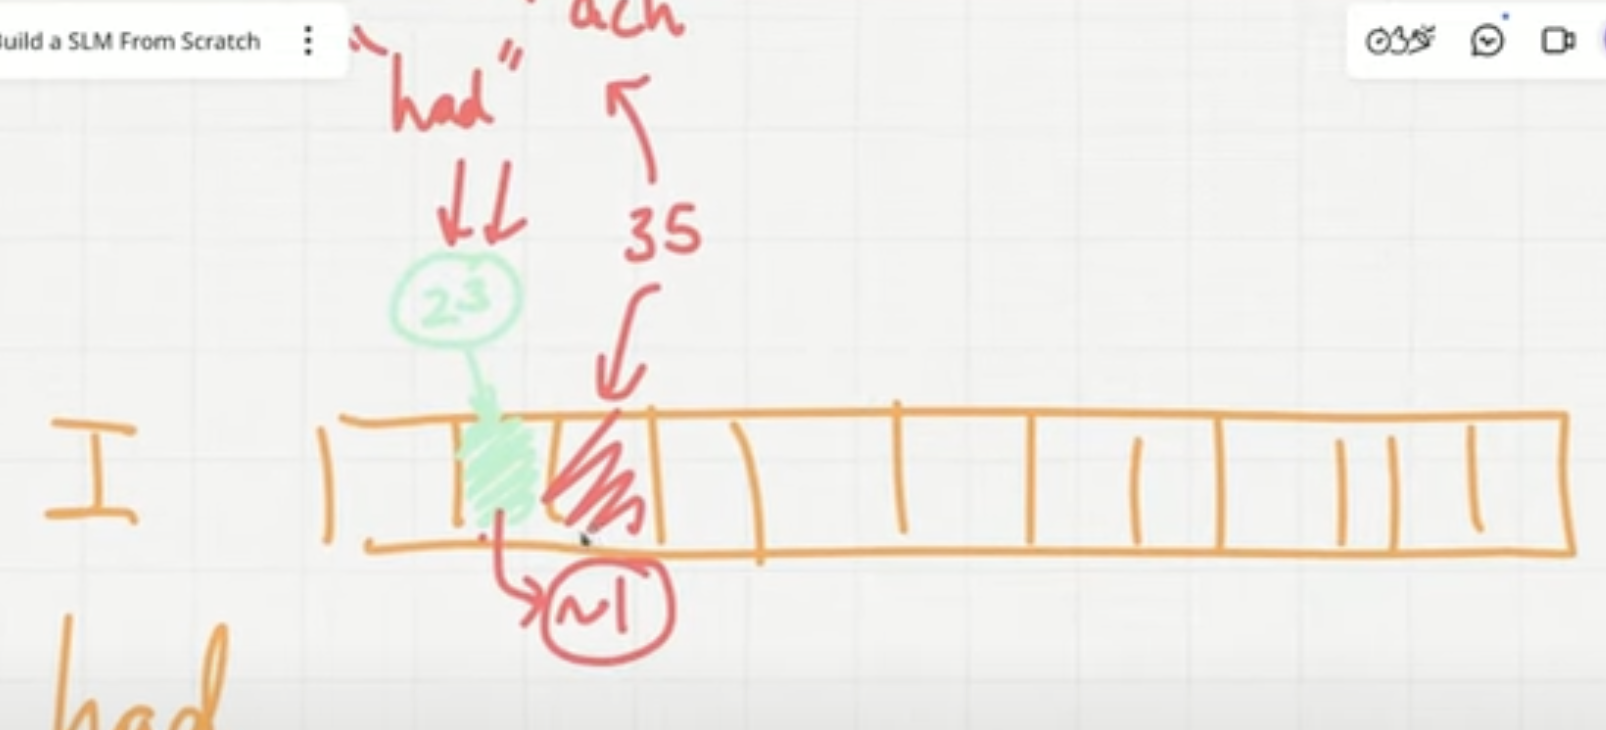 Build a SLM From Scratch
ach
"had"
35
23
I
~1
had